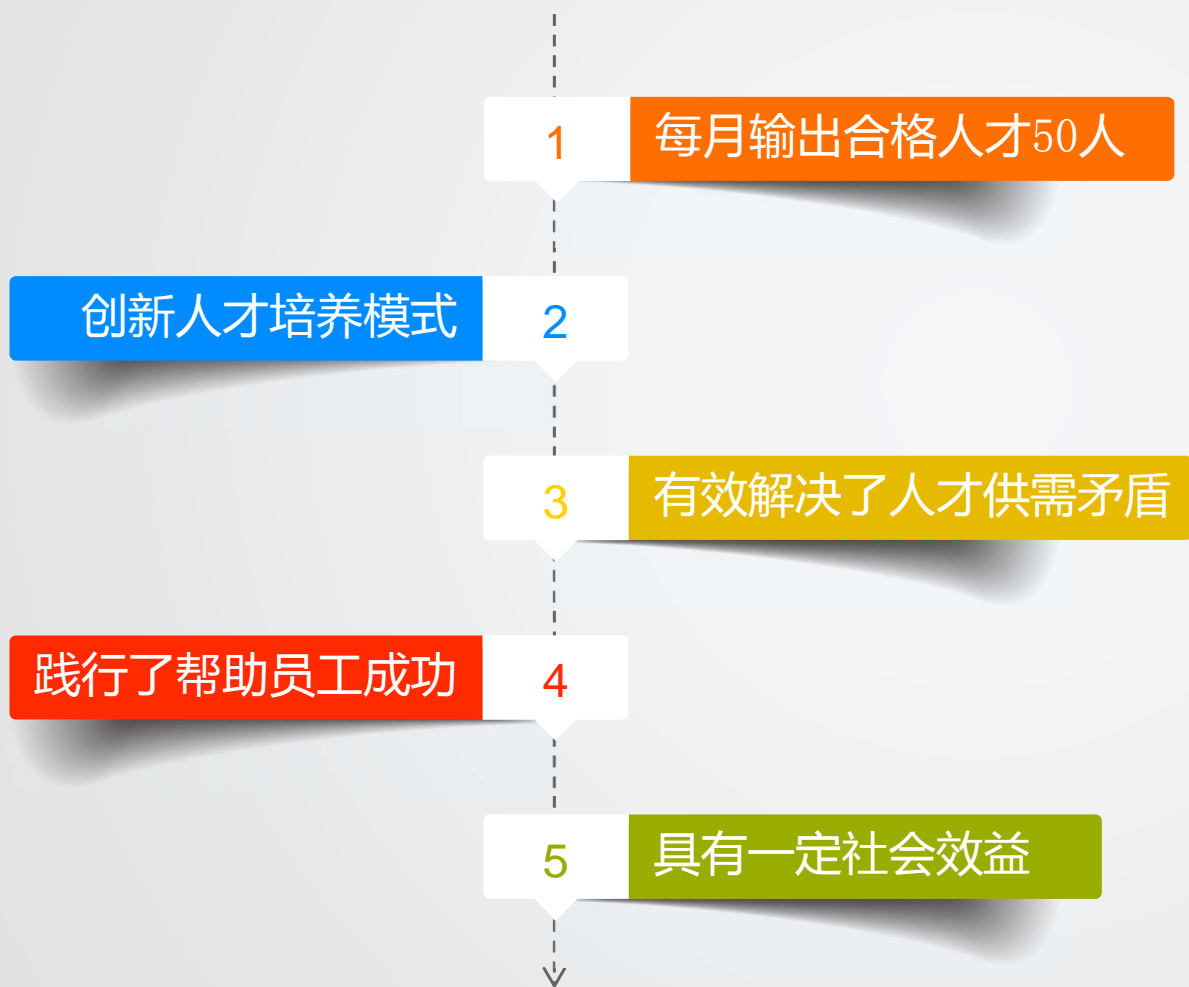 1 每月输出合格人才50人
创新人才培养模式 2
3 有效解决了人才供需矛盾
践行了帮助员工成功 4
5 具有一定社会效益